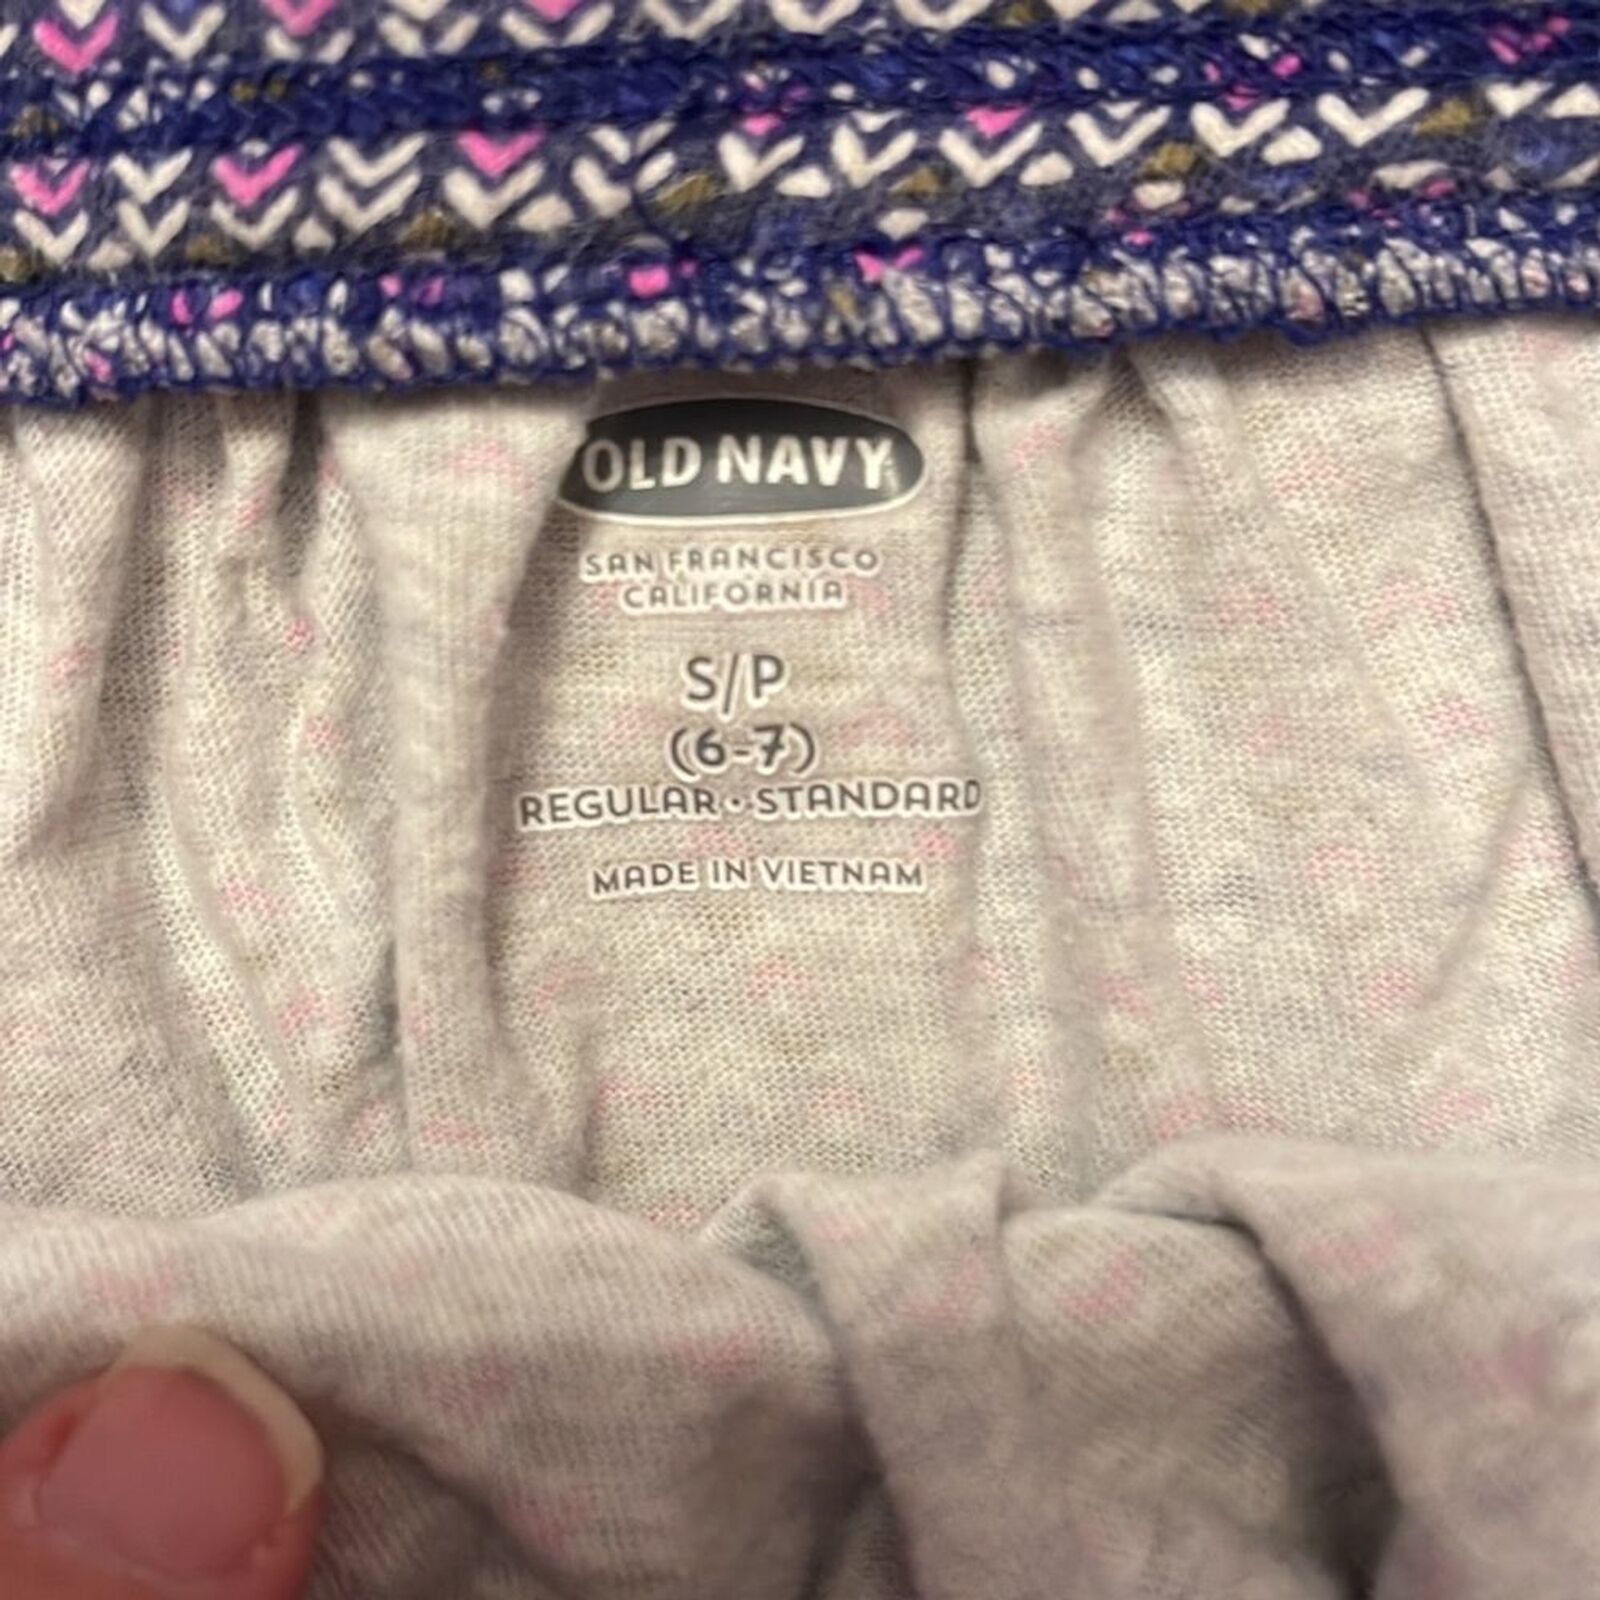 OLD NAVY
SAN FRANCISCO
CALIFORNIA
S/P
(6-7)
REGULAR • STANDARD
MADE IN VIETNAM